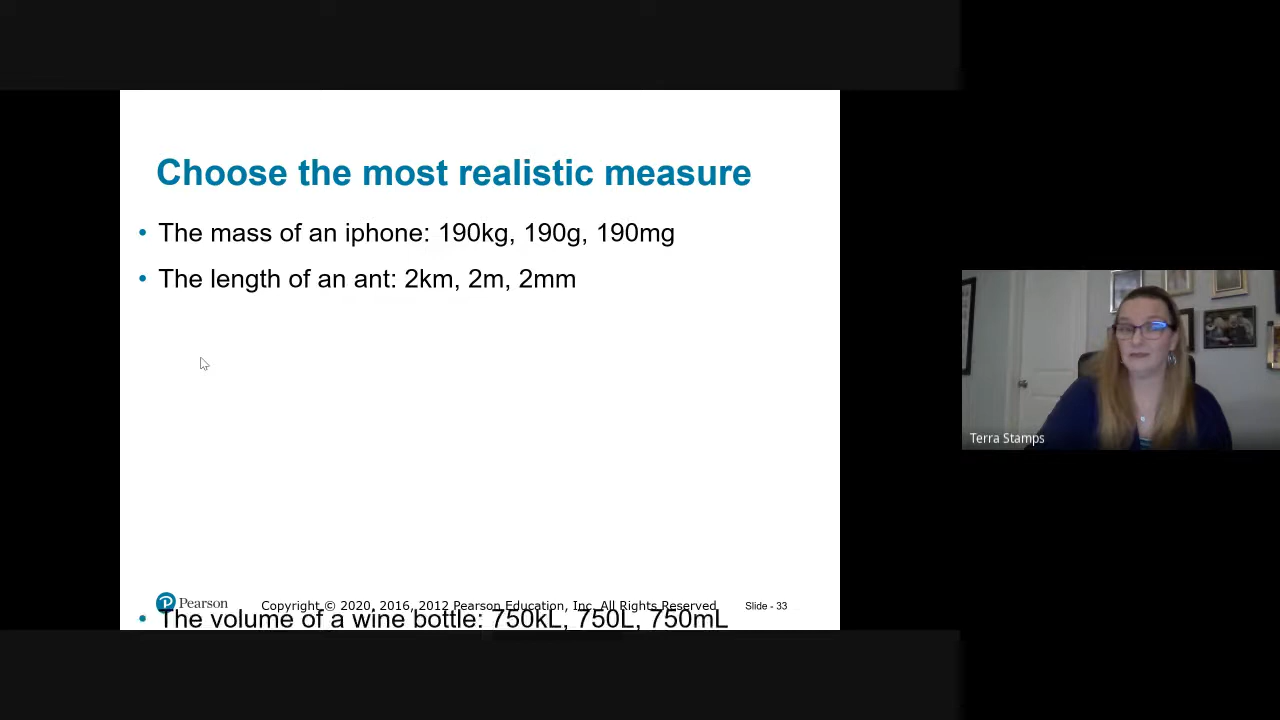 Choose the most realistic measure
• The mass of an iphone: 190kg, 190g, 190mg
• The length of an ant: 2km, 2m, 2mm
Terra Stamps
Pearson
Copyright © 2020, 2016, 2012 Pearson Education, Inc. All Rights Reserved
Slide - 33
• The volume of a wine bottle: 750kL, 750L, 750mL